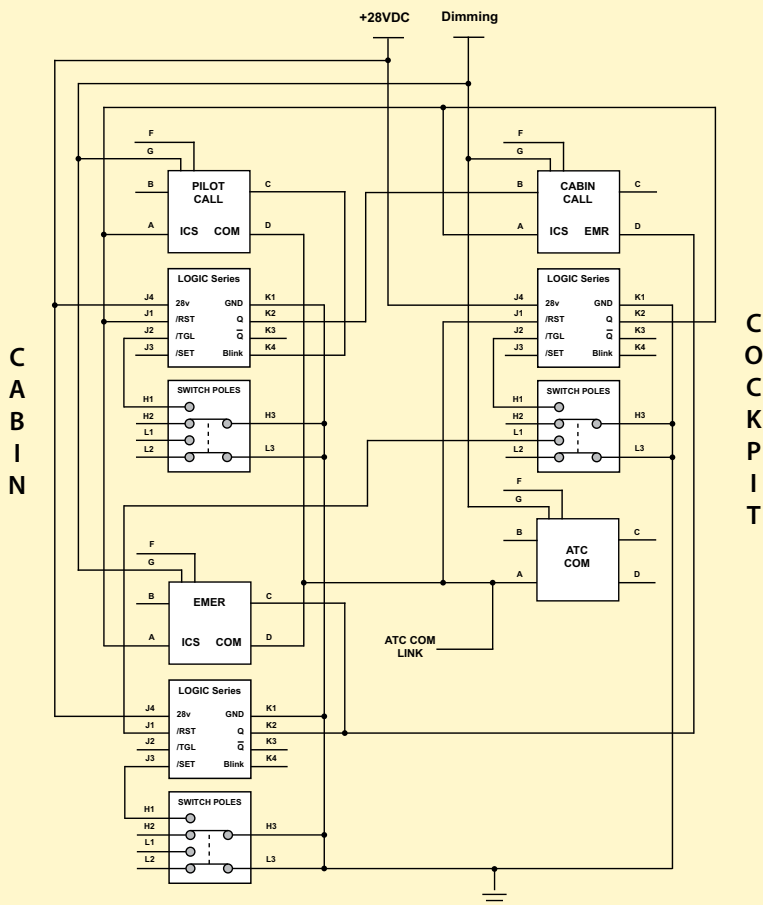 +28VDC
Dimming
CABIN
COCKPIT
F
G
B
A
PILOT
CALL
ICS COM
C
D
LOGIC Series
J4 28v GND K1
J1 /RST Q K2
J2 /TGL Q̅ K3
J3 /SET Blink K4
SWITCH POLES
H1
H2 H3
L1
L2 L3
F
G
B
A
EMER
ICS COM
C
D
LOGIC Series
J4 28v GND K1
J1 /RST Q K2
J2 /TGL Q̅ K3
J3 /SET Blink K4
SWITCH POLES
H1
H2 H3
L1
L2 L3
F
G
B
A
CABIN
CALL
ICS EMR
C
D
LOGIC Series
J4 28v GND K1
J1 /RST Q K2
J2 /TGL Q̅ K3
J3 /SET Blink K4
SWITCH POLES
H1
H2 H3
L1
L2 L3
F
G
B
A
ATC
COM
C
D
ATC COM
LINK